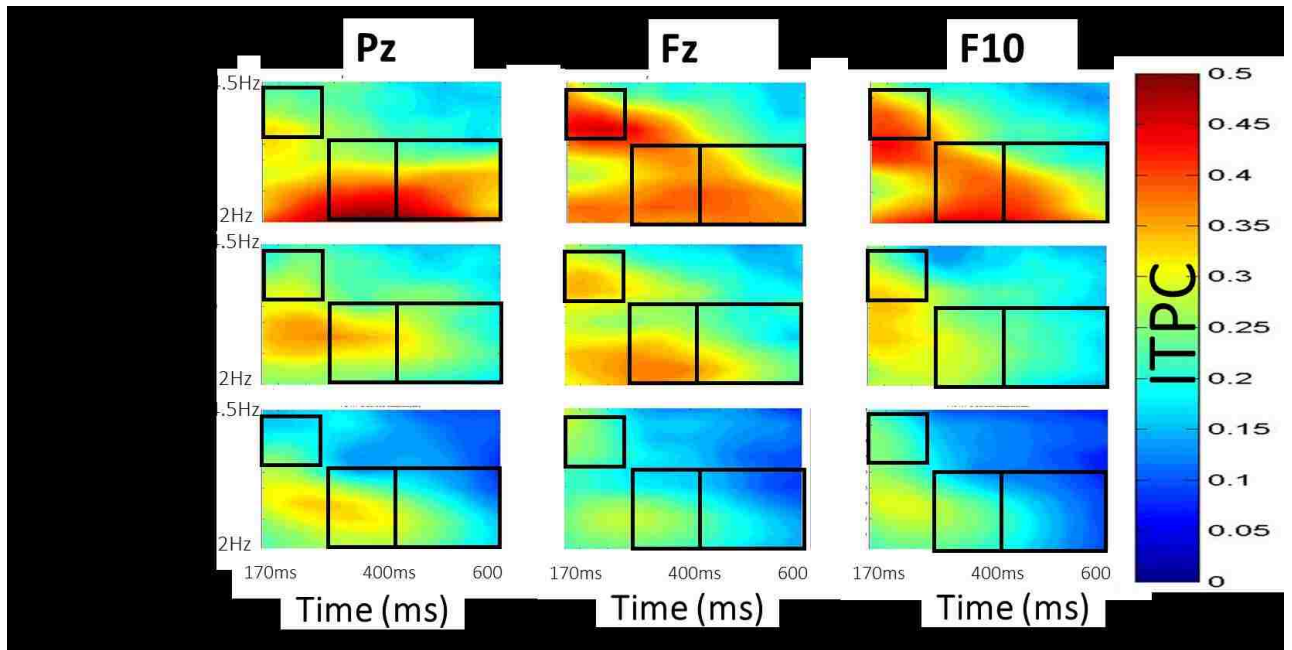 Pz Fz F10
.5Hz
2Hz
.5Hz
2Hz
.5Hz
2Hz
170ms 400ms 600 170ms 400ms 600 170ms 400ms 600
Time (ms) Time (ms) Time (ms)
0.5
0.45
0.4
0.35
0.3
0.25
0.2
0.15
0.1
0.05
0
ITPC